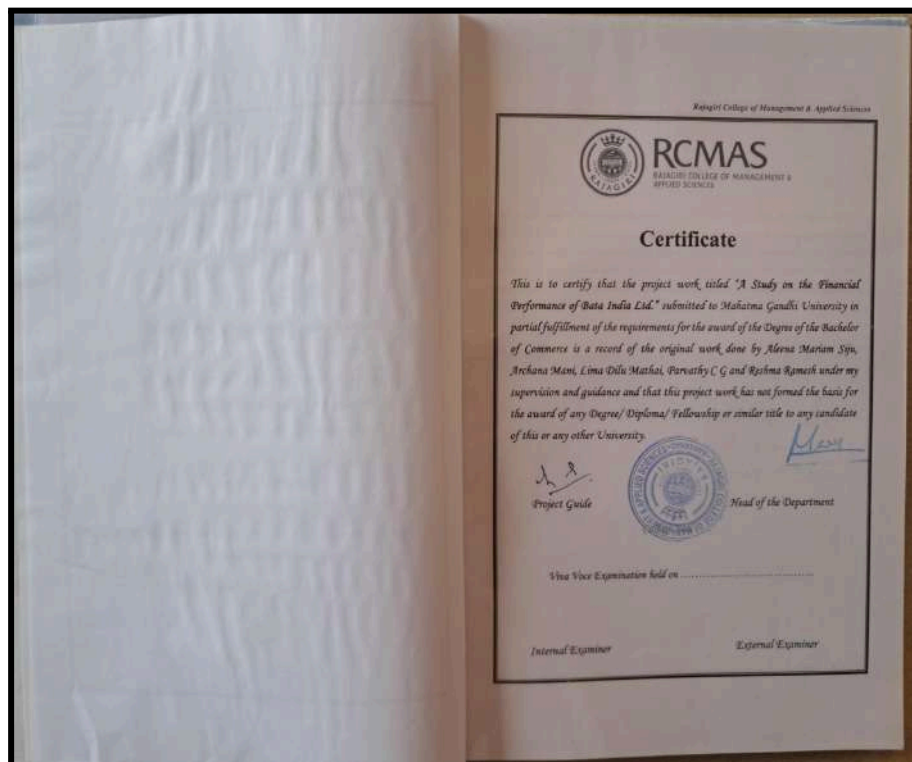 Rajagiri College of Management & Applied Sciences
RCMAS
RAJAGIRI COLLEGE OF MANAGEMENT &
APPLIED SCIENCES
RAJAGIRI
Certificate
This is to certify that the project work titled "A Study on the Financial
Performance of Bata India Ltd." submitted to Mahatma Gandhi University in
partial fulfillment of the requirements for the award of the Degree of the Bachelor
of Commerce is a record of the original work done by Aleena Mariam Siju,
Archana Mani, Lima Dilu Mathai, Parvathy C G and Reshma Ramesh under my
supervision and guidance and that this project work has not formed the basis for
the award of any Degree/ Diploma/ Fellowship or similar title to any candidate
of this or any other University.
Project Guide
Head of the Department
Viva Voce Examination held on ......................................
Internal Examiner
External Examiner